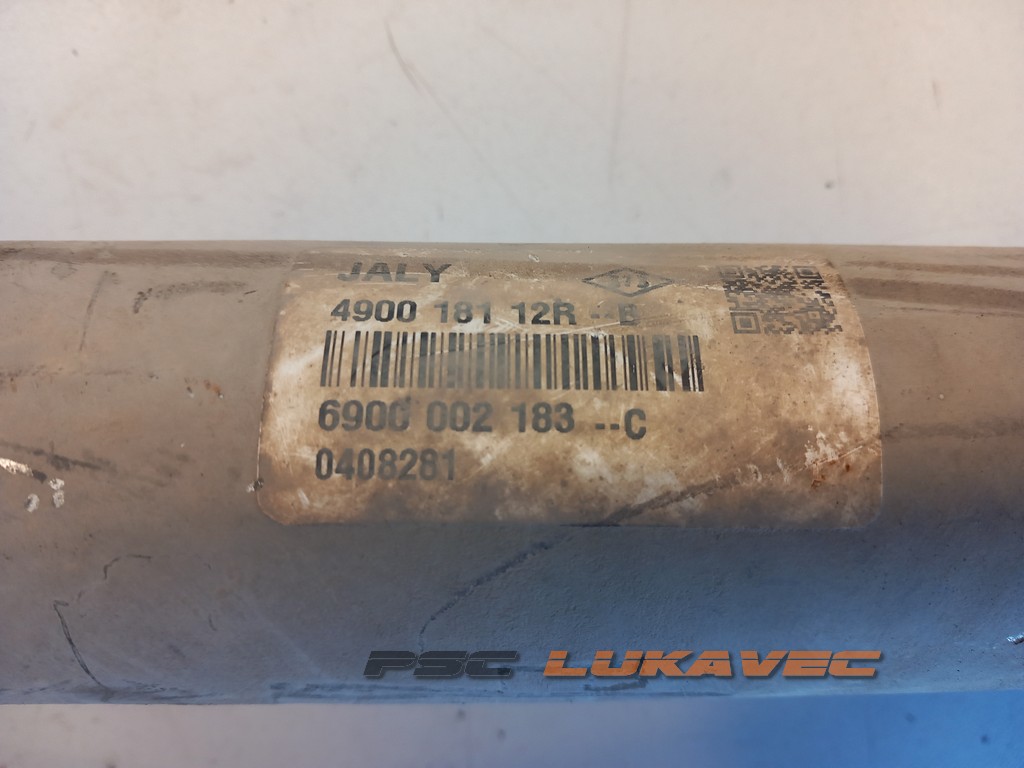 JALY
4900 181 12R --B
6900 002 183 --C
0408281
PSC LUKAVEC